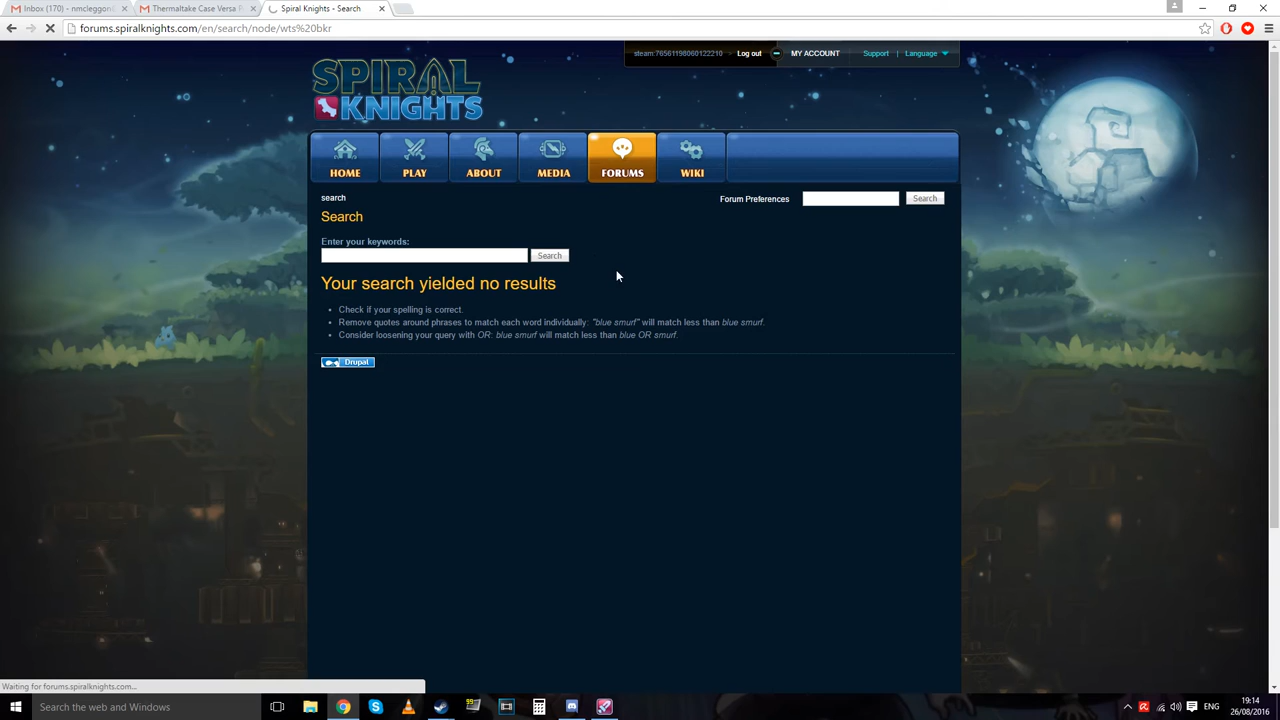 Inbox (170) - nmcleggon
Thermaltake Case Versa
Spiral Knights - Search
forums.spiralknights.com/en/search/node/wts%20bkr
steam:76561198060122210
Log out
MY ACCOUNT
Support
Language
SPIRAL
KNIGHTS
HOME
PLAY
ABOUT
MEDIA
FORUMS
WIKI
search
Forum Preferences
Search
Search
Enter your keywords:
Search
Your search yielded no results
Check if your spelling is correct.
Remove quotes around phrases to match each word individually: "blue smurf" will match less than blue smurf.
Consider loosening your query with OR: blue smurf will match less than blue OR smurf.
Drupal
Waiting for forums.spiralknights.com...
Search the web and Windows
99
ENG
19:14
26/08/2016